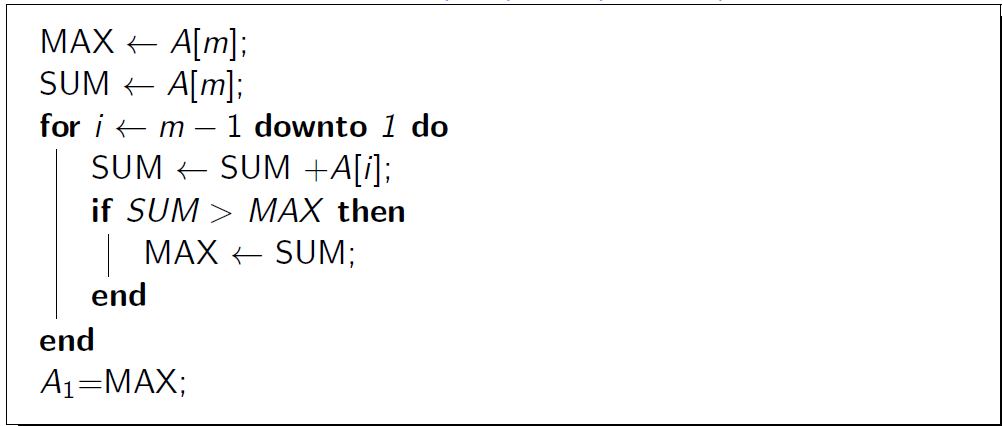 MAX ← A[m];
SUM ← A[m];
for i ← m − 1 downto 1 do
SUM ← SUM +A[i];
if SUM > MAX then
MAX ← SUM;
end
end
A₁=MAX;